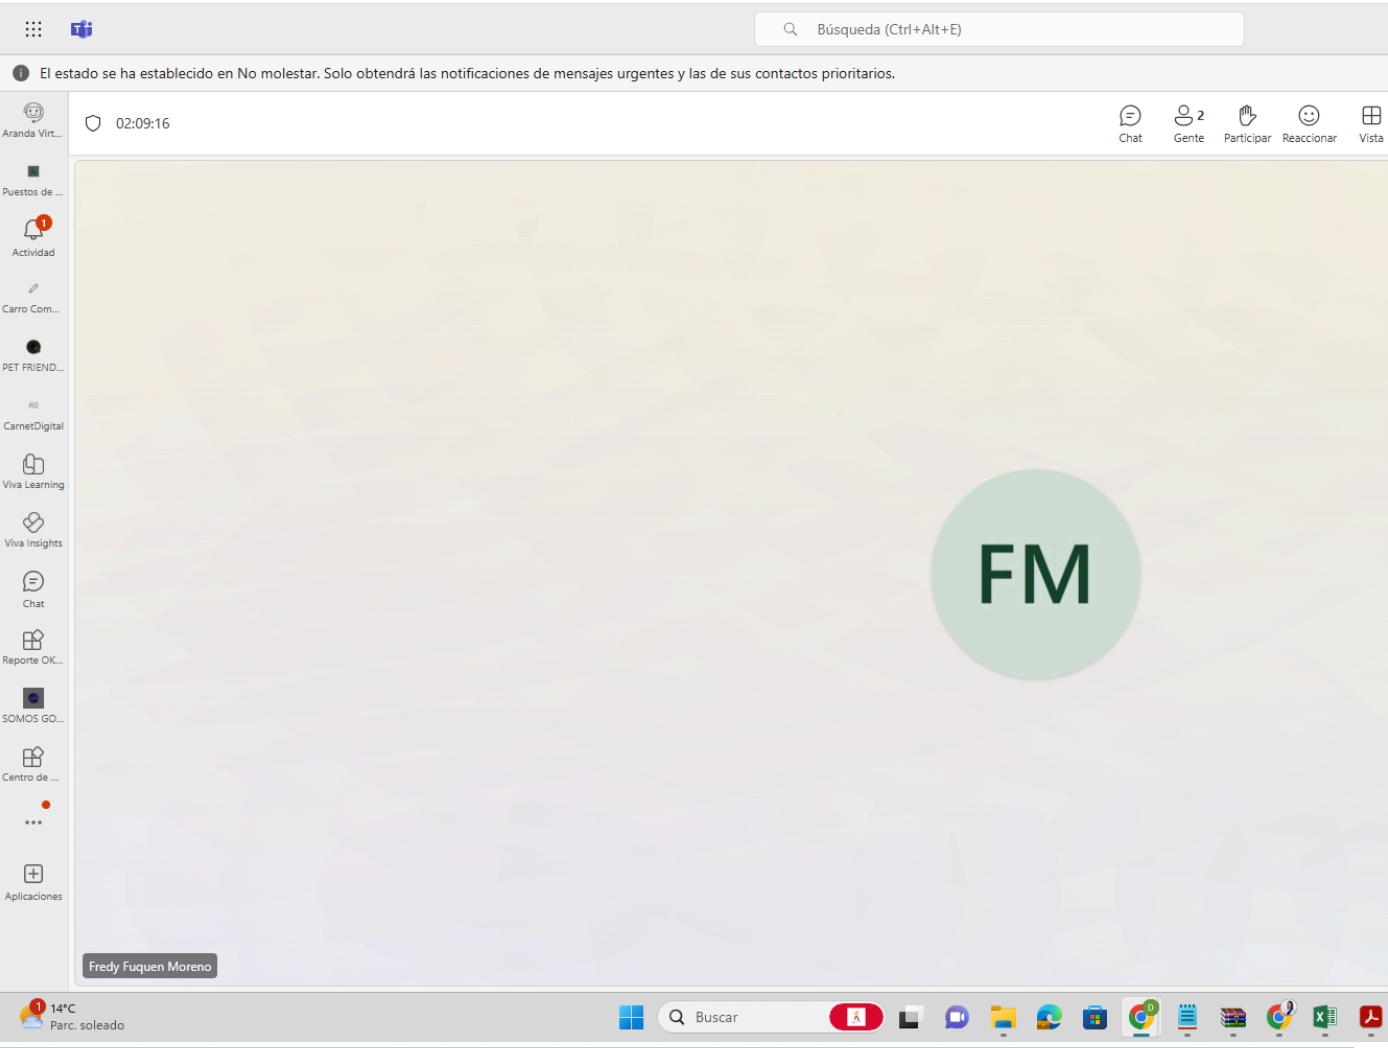 Búsqueda (Ctrl+Alt+E)
El estado se ha establecido en No molestar. Solo obtendrá las notificaciones de mensajes urgentes y las de sus contactos prioritarios.
Aranda Virt...
02:09:16
Chat
2
Gente
Participar
Reaccionar
Vista
Puestos de ...
1
Actividad
Carro Com...
PET FRIEND...
CarnetDigital
Viva Learning
Viva Insights
Chat
Reporte OK...
SOMOS GO...
Centro de ...
Aplicaciones
FM
Fredy Fuquen Moreno
1
14°C
Parc. soleado
Buscar
D